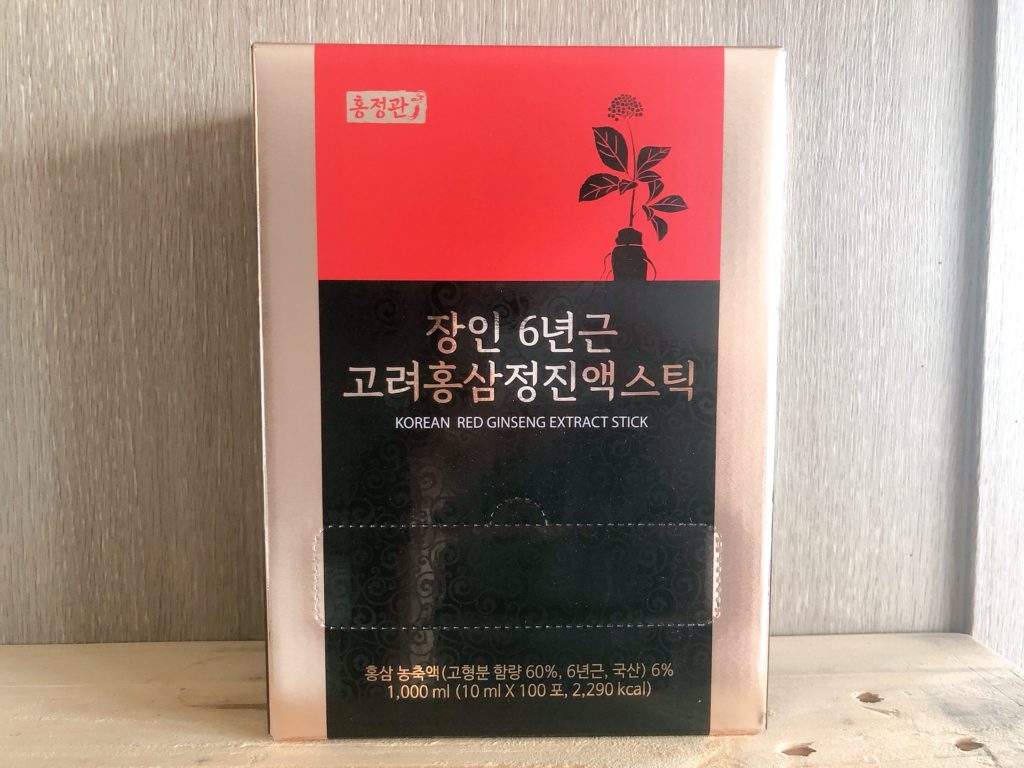 홍정관
장인 6년근
고려홍삼정진액스틱
KOREAN RED GINSENG EXTRACT STICK
홍삼 농축액(고형분 함량 60%, 6년근, 국산) 6%
1,000 ml (10 ml X 100 포, 2,290 kcal)